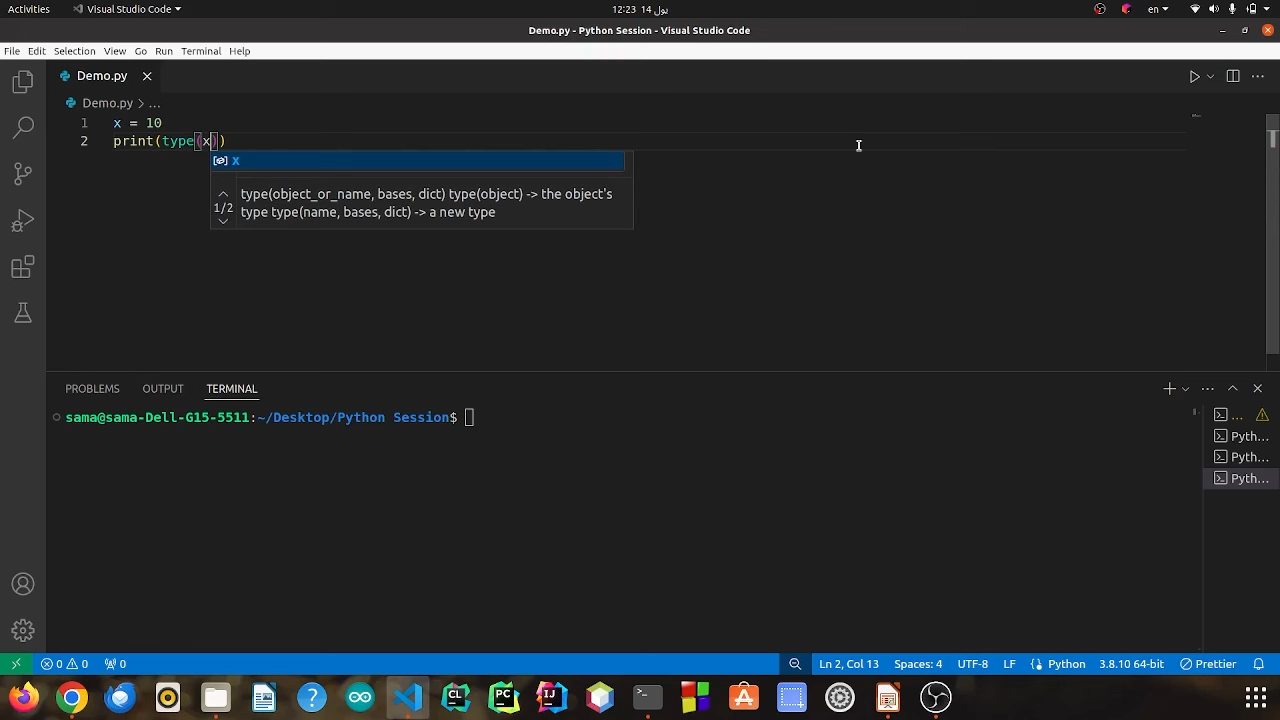 Activities
Visual Studio Code
12:23 14 يول
en
Demo.py - Python Session - Visual Studio Code
File Edit Selection View Go Run Terminal Help
Demo.py
Demo.py > ...
1 x = 10
2 print(type(x))
x
type(object_or_name, bases, dict) type(object) -> the object's
1/2
type type(name, bases, dict) -> a new type
PROBLEMS OUTPUT TERMINAL
sama@sama-Dell-G15-5511:~/Desktop/Python Session$
...
Pyth...
Pyth...
Pyth...
0 0 0
Ln 2, Col 13 Spaces: 4 UTF-8 LF Python 3.8.10 64-bit Prettier
CL
PC
IJ